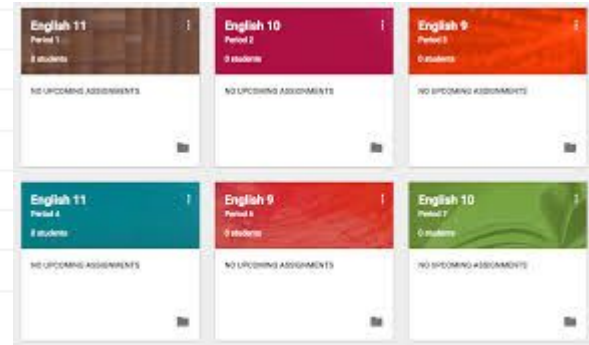 English 11
Period 1
0 students
NO UPCOMING ASSIGNMENTS
English 10
Period 2
0 students
NO UPCOMING ASSIGNMENTS
English 9
Period 3
0 students
NO UPCOMING ASSIGNMENTS
English 11
Period 4
0 students
NO UPCOMING ASSIGNMENTS
English 9
Period 6
0 students
NO UPCOMING ASSIGNMENTS
English 10
Period 7
0 students
NO UPCOMING ASSIGNMENTS